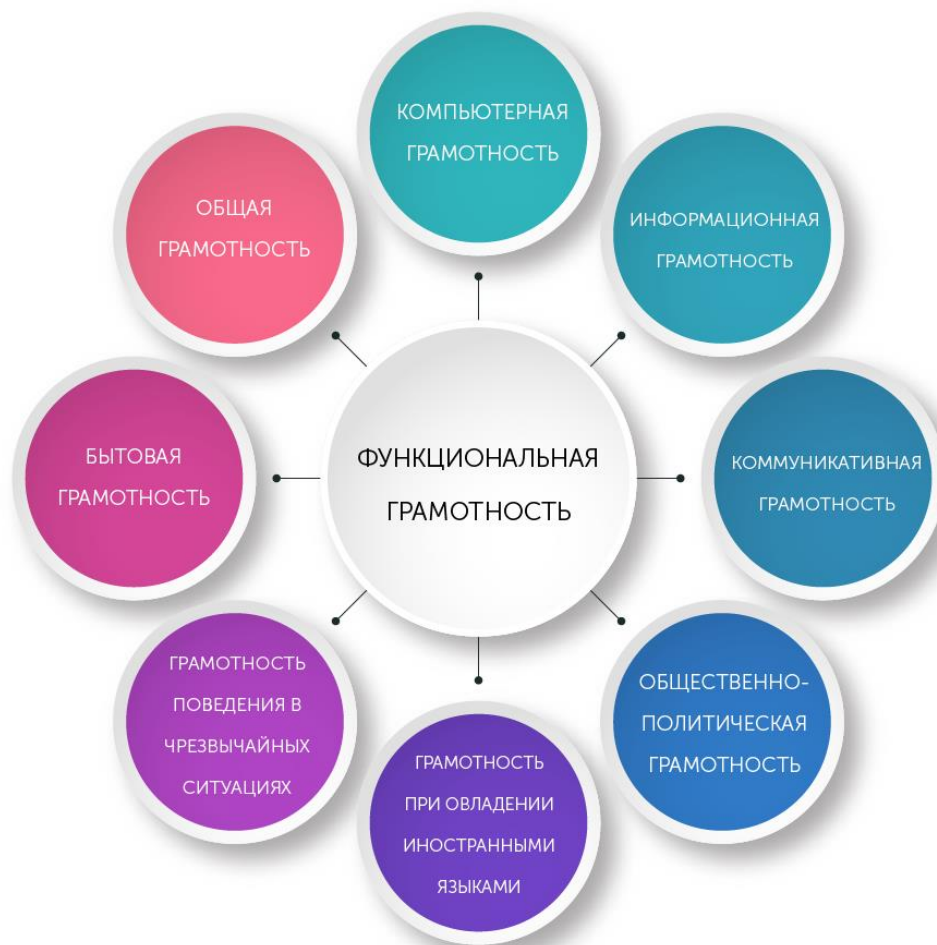 КОМПЬЮТЕРНАЯ
ГРАМОТНОСТЬ
ОБЩАЯ
ГРАМОТНОСТЬ
ИНФОРМАЦИОННАЯ
ГРАМОТНОСТЬ
БЫТОВАЯ
ГРАМОТНОСТЬ
ФУНКЦИОНАЛЬНАЯ
ГРАМОТНОСТЬ
КОММУНИКАТИВНАЯ
ГРАМОТНОСТЬ
ГРАМОТНОСТЬ
ПОВЕДЕНИЯ В
ЧРЕЗВЫЧАЙНЫХ
СИТУАЦИЯХ
ГРАМОТНОСТЬ
ПРИ ОВЛАДЕНИИ
ИНОСТРАННЫМИ
ЯЗЫКАМИ
ОБЩЕСТВЕННО-
ПОЛИТИЧЕСКАЯ
ГРАМОТНОСТЬ